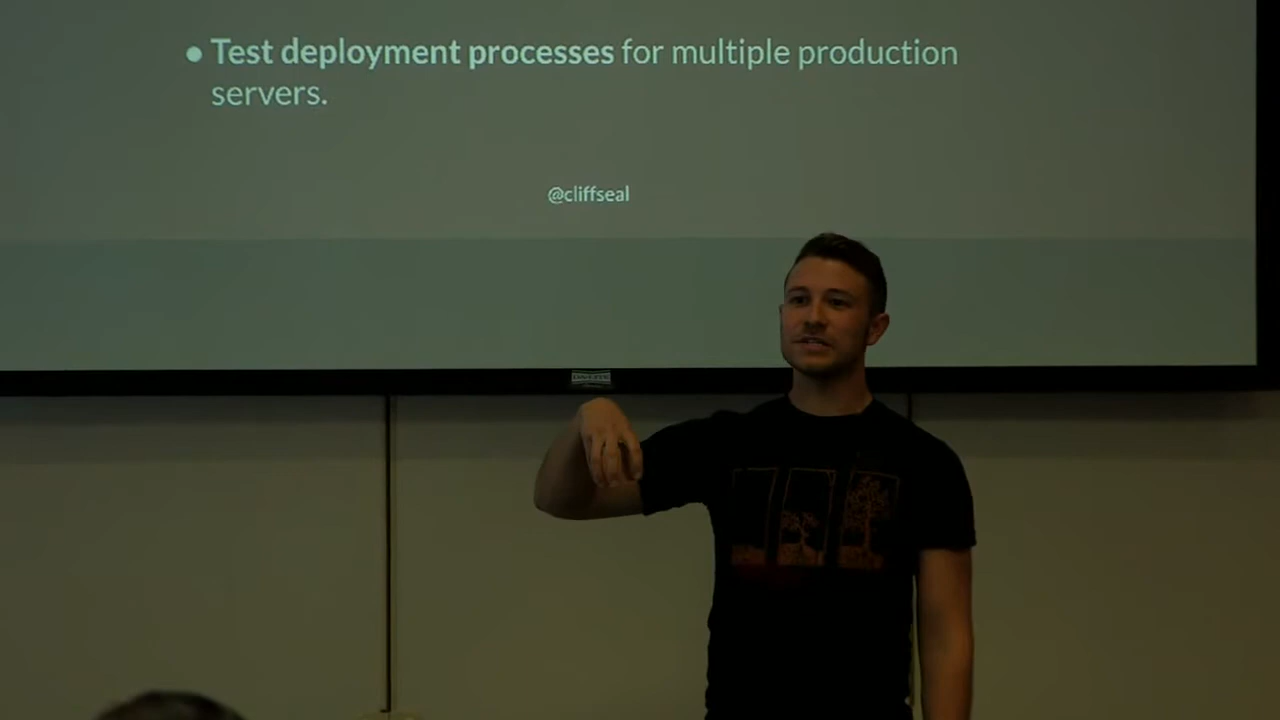 • Test deployment processes for multiple production
servers.
@cliffseal